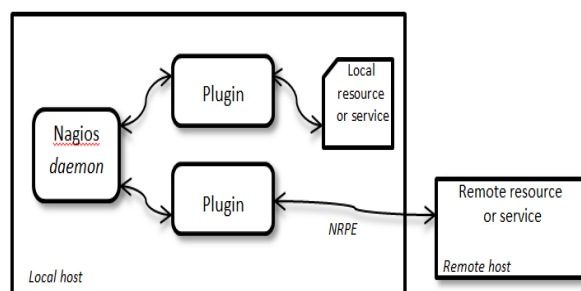 Plugin
Local
resource
or service
Nagios
daemon
Plugin
Remote resource
or service
NRPE
Local host
Remote host